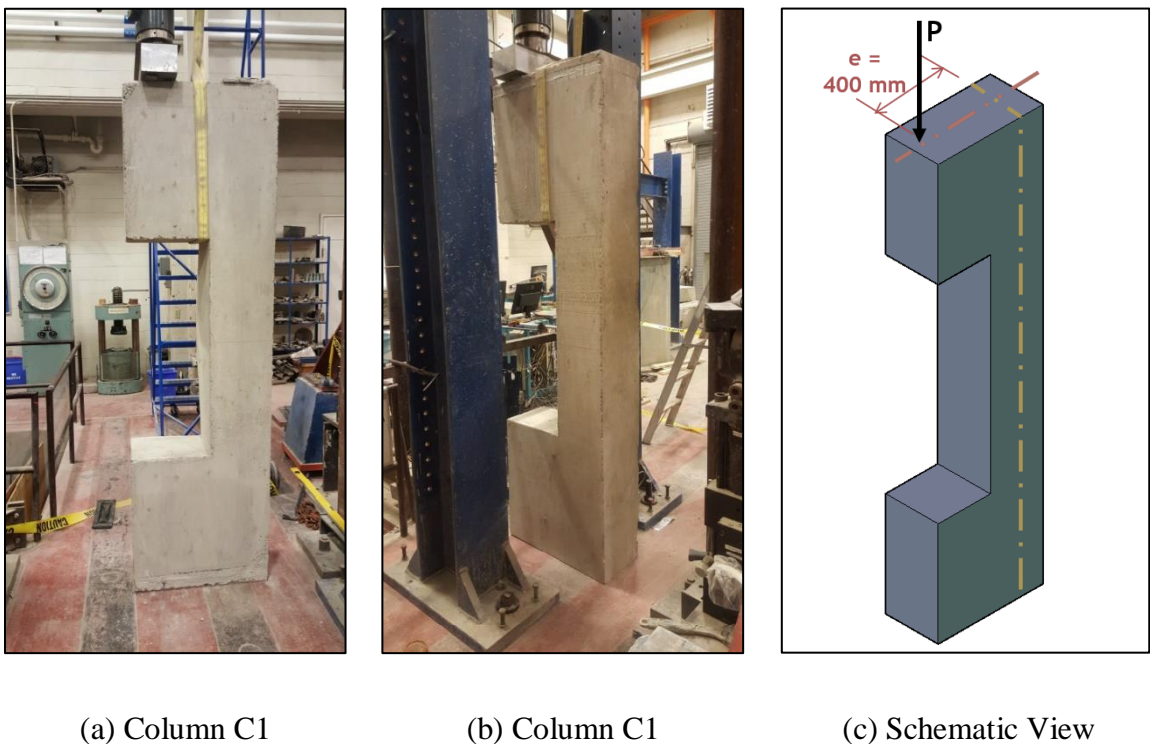 P
e =
400 mm
CAUTION
(a) Column C1
(b) Column C1
(c) Schematic View